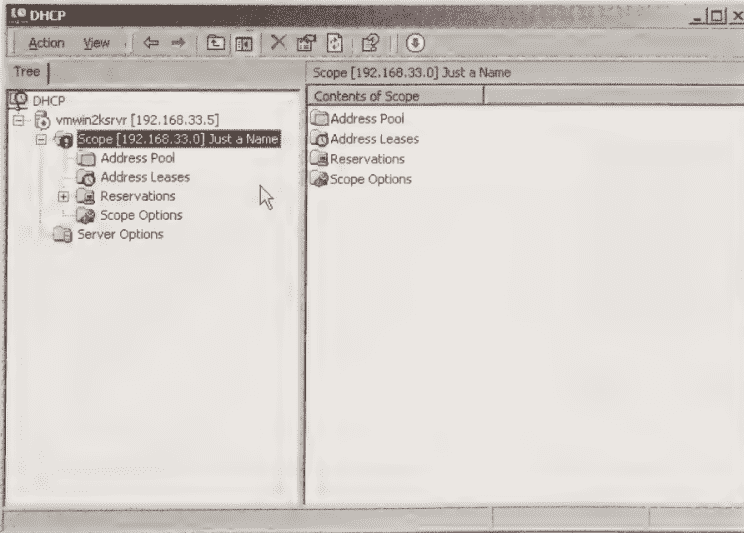 DHCP
Action View
Tree
Scope [192.168.33.0] Just a Name
DHCP
vmwin2ksrvr [192.168.33.5]
Scope [192.168.33.0] Just a Name
Address Pool
Address Leases
Reservations
Scope Options
Server Options
Contents of Scope
Address Pool
Address Leases
Reservations
Scope Options